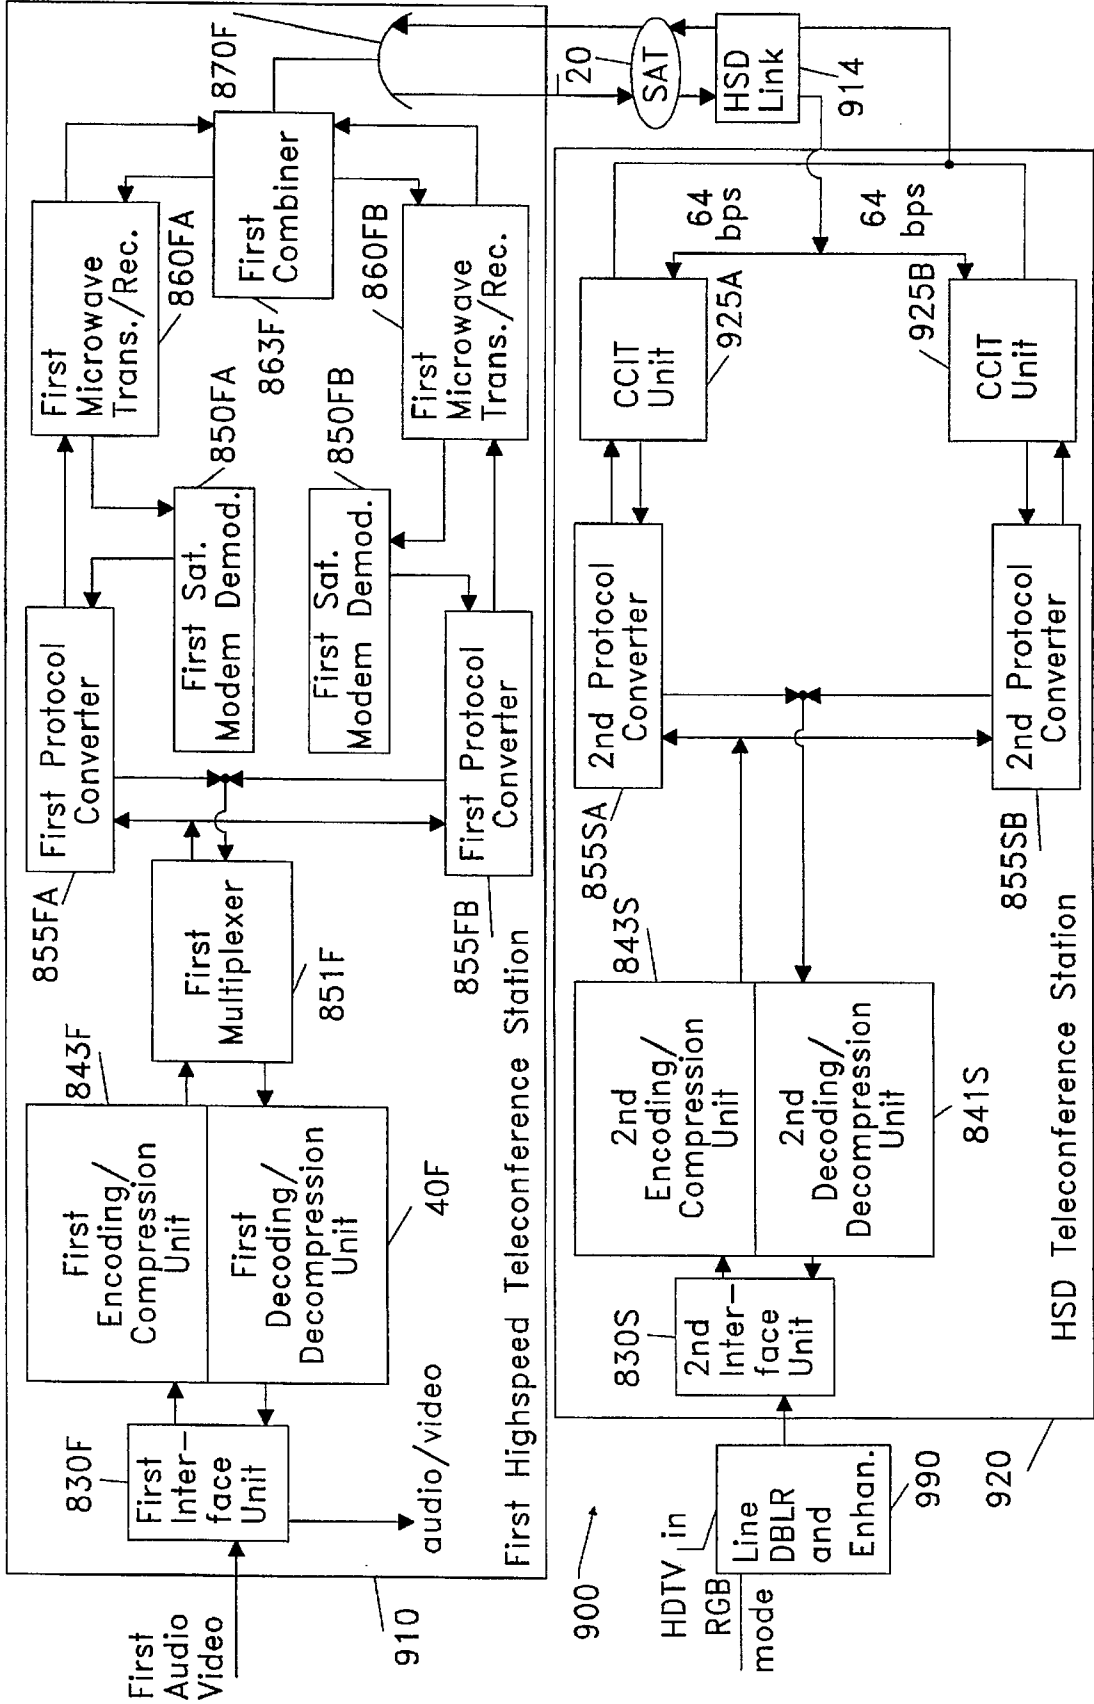 First
Audio
Video
910
830F
First
Inter-
face
Unit
audio/video
First
Encoding/
Compression
Unit
843F
First
Decoding/
Decompression
Unit
40F
First
Multiplexer
851F
855FA
First Protocol
Converter
First Protocol
Converter
855FB
First Sat.
Modem Demod.
850FA
First Sat.
Modem Demod.
850FB
First
Microwave
Trans./Rec.
860FA
First
Microwave
Trans./Rec.
860FB
First
Combiner
863F
870F
First Highspeed Teleconference Station
20
SAT
HSD
Link
914
900
HDTV in
RGB
mode
Line
DBLR
and
Enhan.
990
920
830S
2nd
Inter-
face
Unit
2nd
Encoding/
Compression
Unit
843S
2nd
Decoding/
Decompression
Unit
841S
855SA
2nd Protocol
Converter
2nd Protocol
Converter
855SB
CCIT
Unit
925A
CCIT
Unit
925B
64
bps
64
bps
HSD Teleconference Station